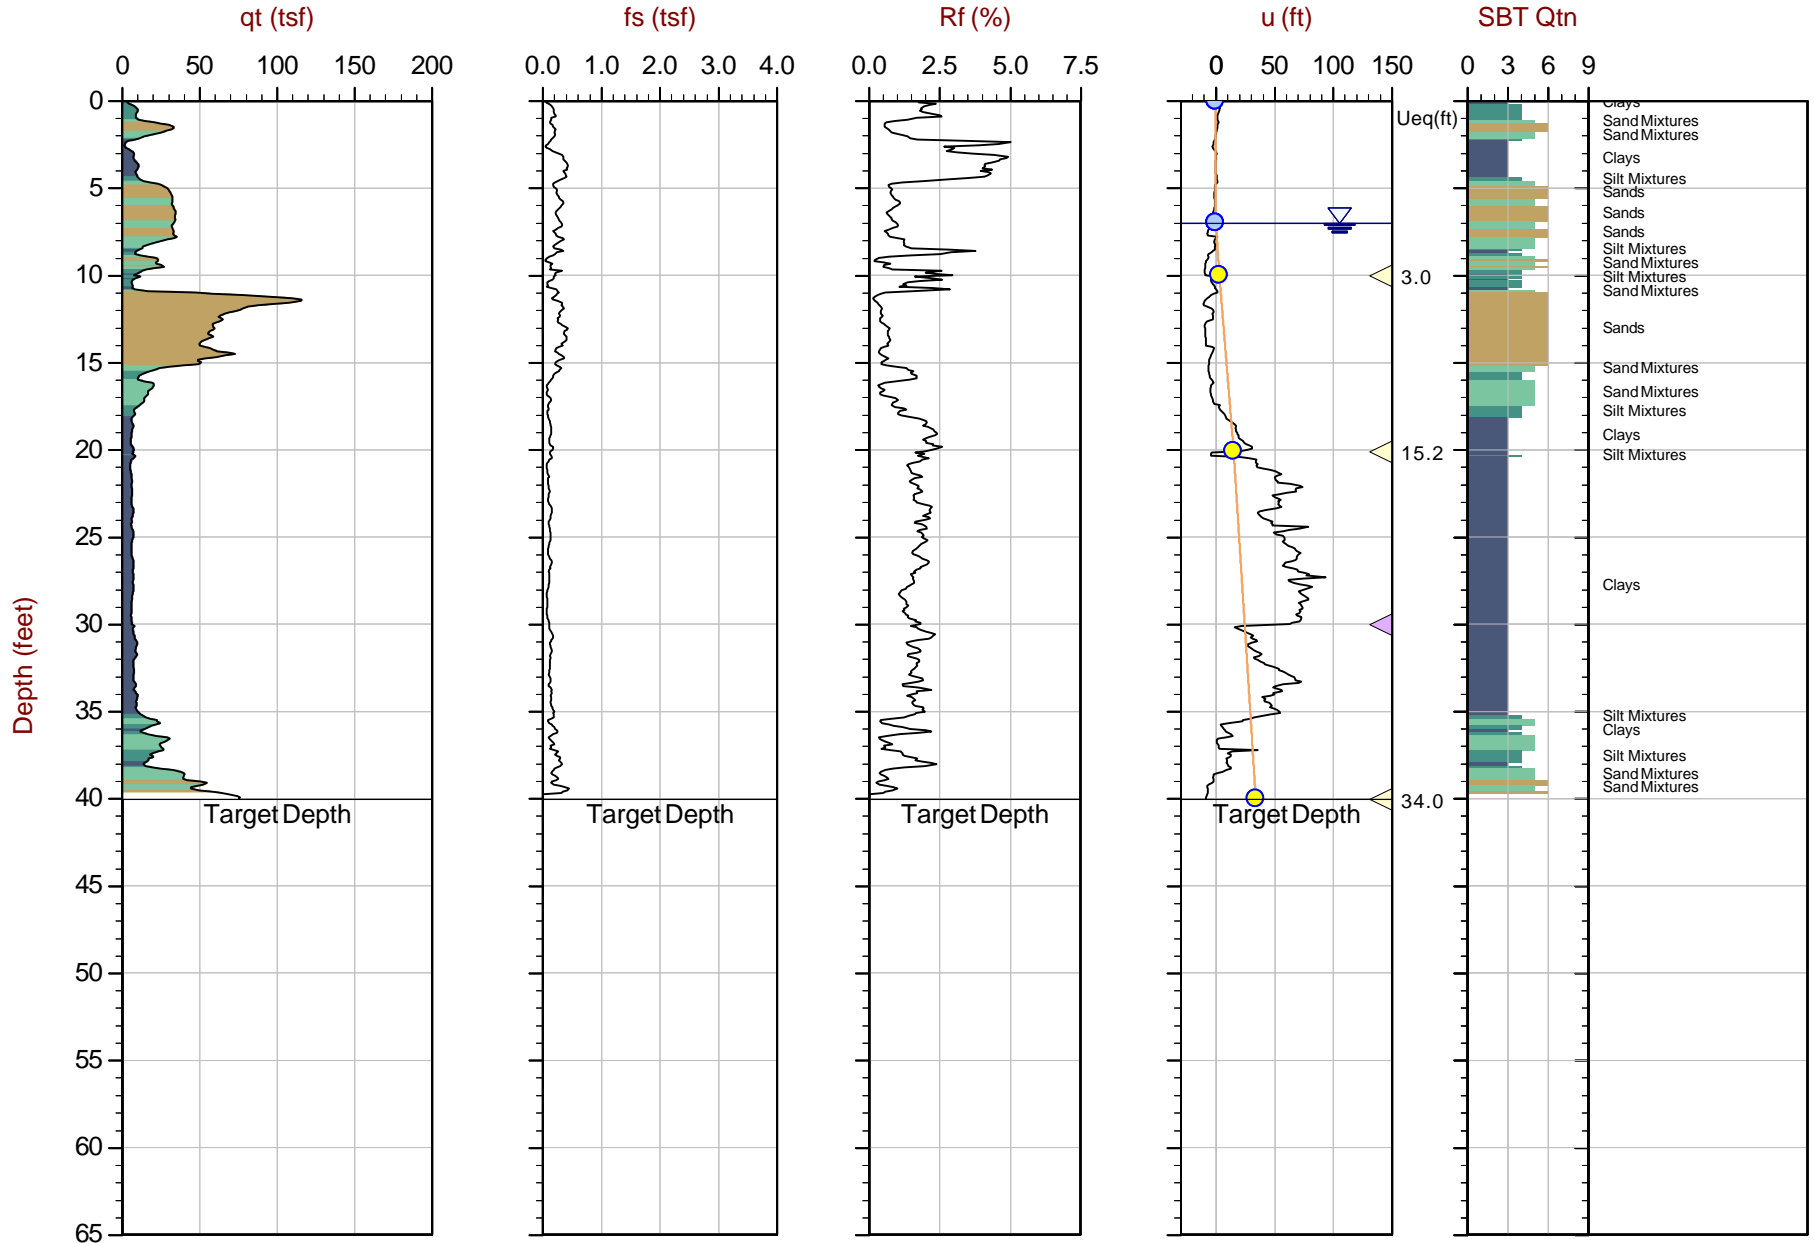 qt (tsf) fs (tsf) Rf (%) u (ft) SBT Qtn
0 50 100 150 200 0.0 1.0 2.0 3.0 4.0 0.0 2.5 5.0 7.5 0 50 100 150 0 3 6 9
0
Clays
Ueq(ft)
Sand Mixtures
Sand Mixtures
Clays
Silt Mixtures
5
Sands
Sands
Sands
Silt Mixtures
Sand Mixtures
10 3.0 Silt Mixtures
Sand Mixtures
Sands
15
Sand Mixtures
Sand Mixtures
Silt Mixtures
Clays
20 15.2 Silt Mixtures
25
Clays
30
Depth (feet)
35
Silt Mixtures
Clays
Silt Mixtures
Sand Mixtures
Sand Mixtures
40 34.0
Target Depth Target Depth Target Depth Target Depth
45
50
55
60
65